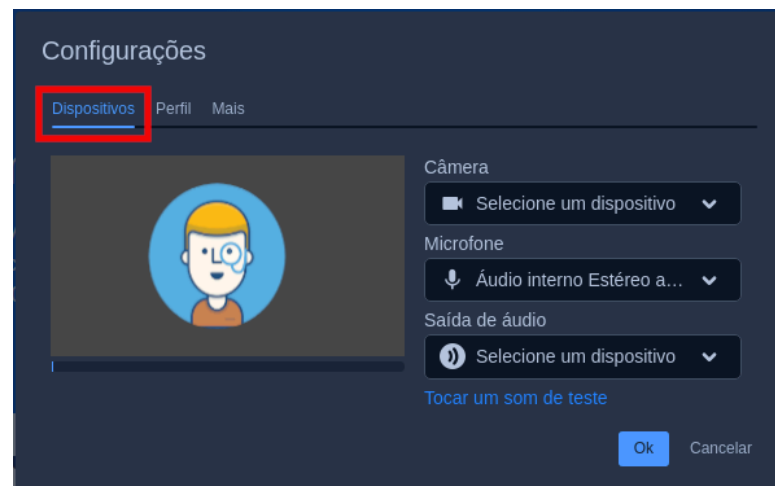 Configurações
Dispositivos Perfil Mais
Câmera
Selecione um dispositivo
Microfone
Áudio interno Estéreo a...
Saída de áudio
Selecione um dispositivo
Tocar um som de teste
Ok Cancelar